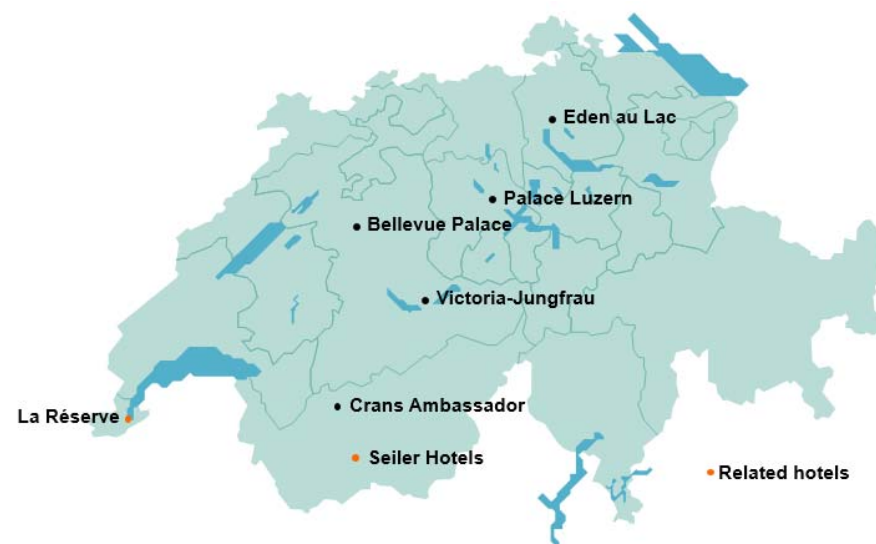 Eden au Lac
Palace Luzern
Bellevue Palace
Victoria-Jungfrau
Crans Ambassador
La Réserve
Seiler Hotels
Related hotels